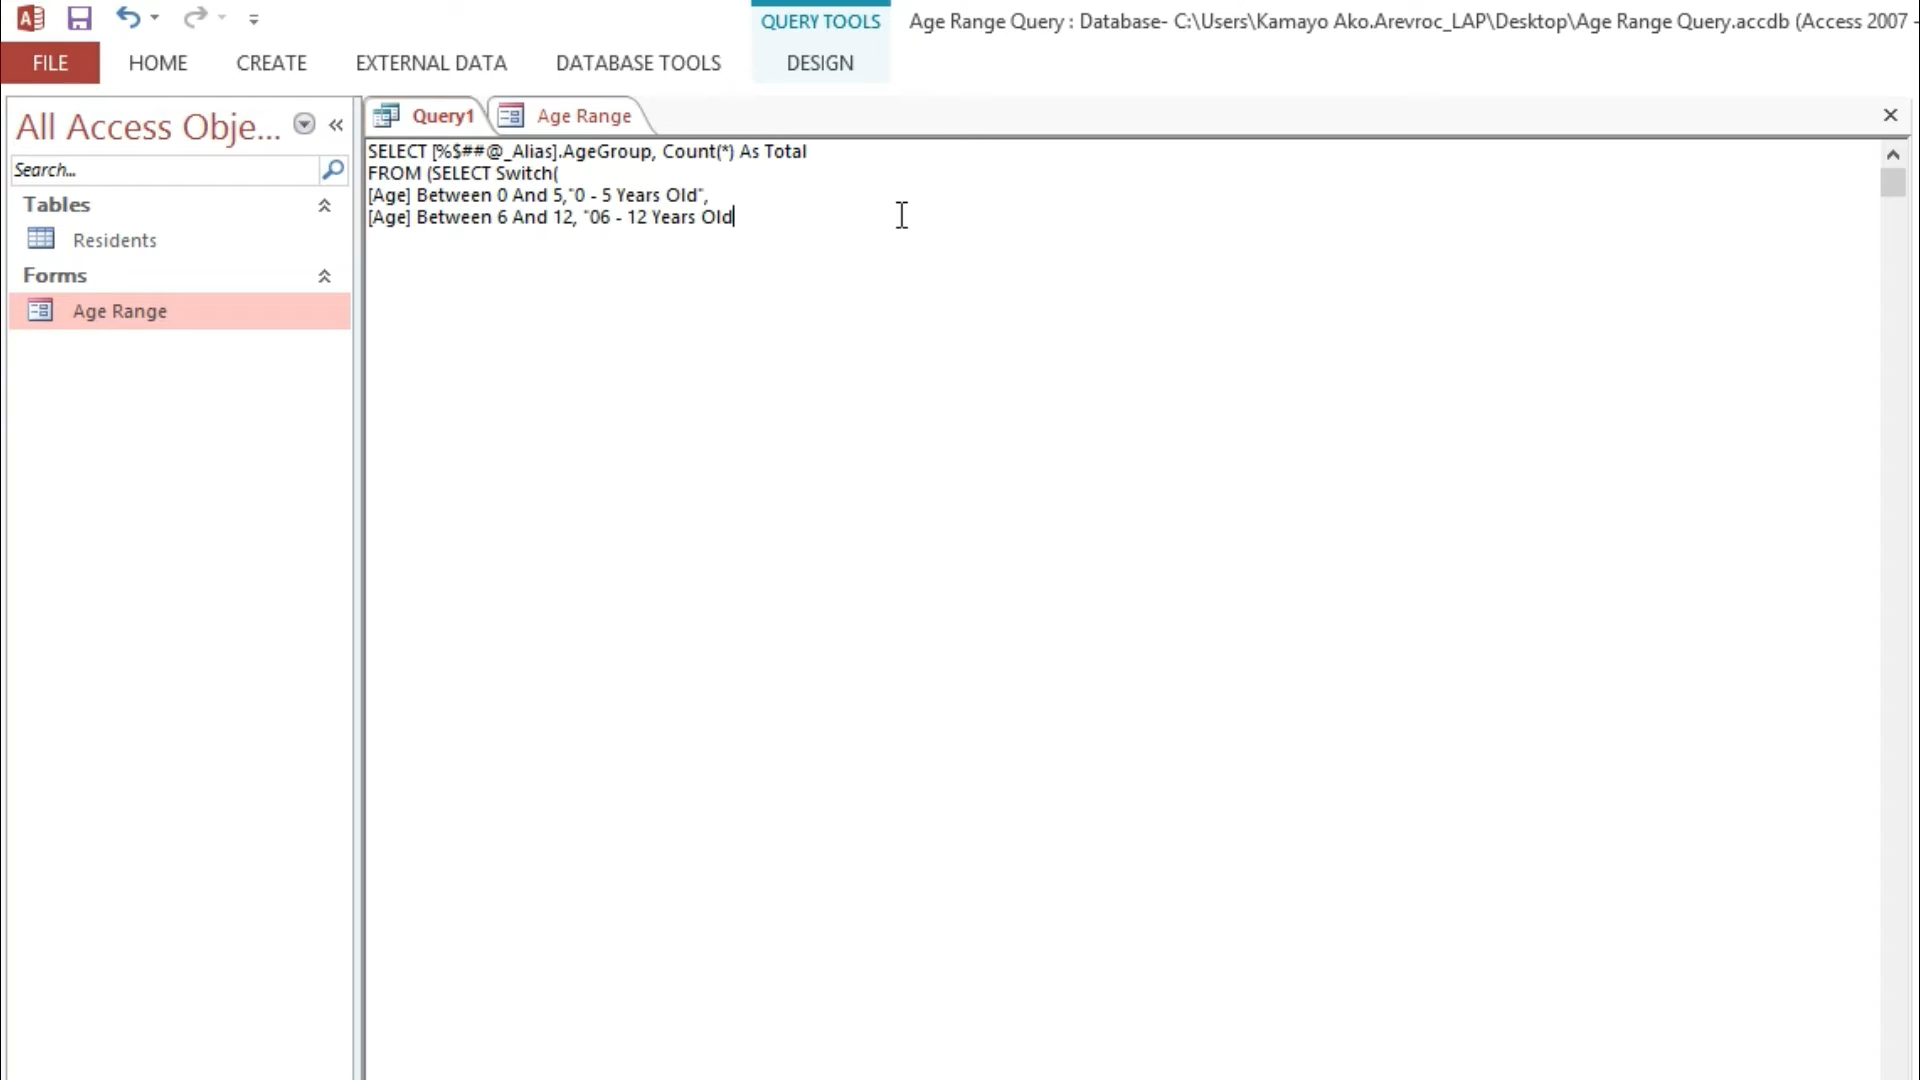 QUERY TOOLS
Age Range Query : Database- C:\Users\Kamayo Ako.Arevroc_LAP\Desktop\Age Range Query.accdb (Access 2007 -
FILE HOME CREATE EXTERNAL DATA DATABASE TOOLS DESIGN
All Access Obje...
Search...
Tables
Residents
Forms
Age Range
Query1
Age Range
SELECT [%$##@_Alias].AgeGroup, Count(*) As Total
FROM (SELECT Switch(
[Age] Between 0 And 5,"0 - 5 Years Old",
[Age] Between 6 And 12, "06 - 12 Years Old